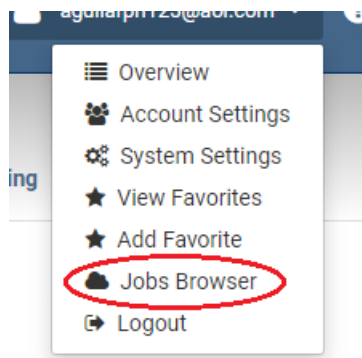 Overview
Account Settings
System Settings
ing
View Favorites
Add Favorite
Jobs Browser
Logout